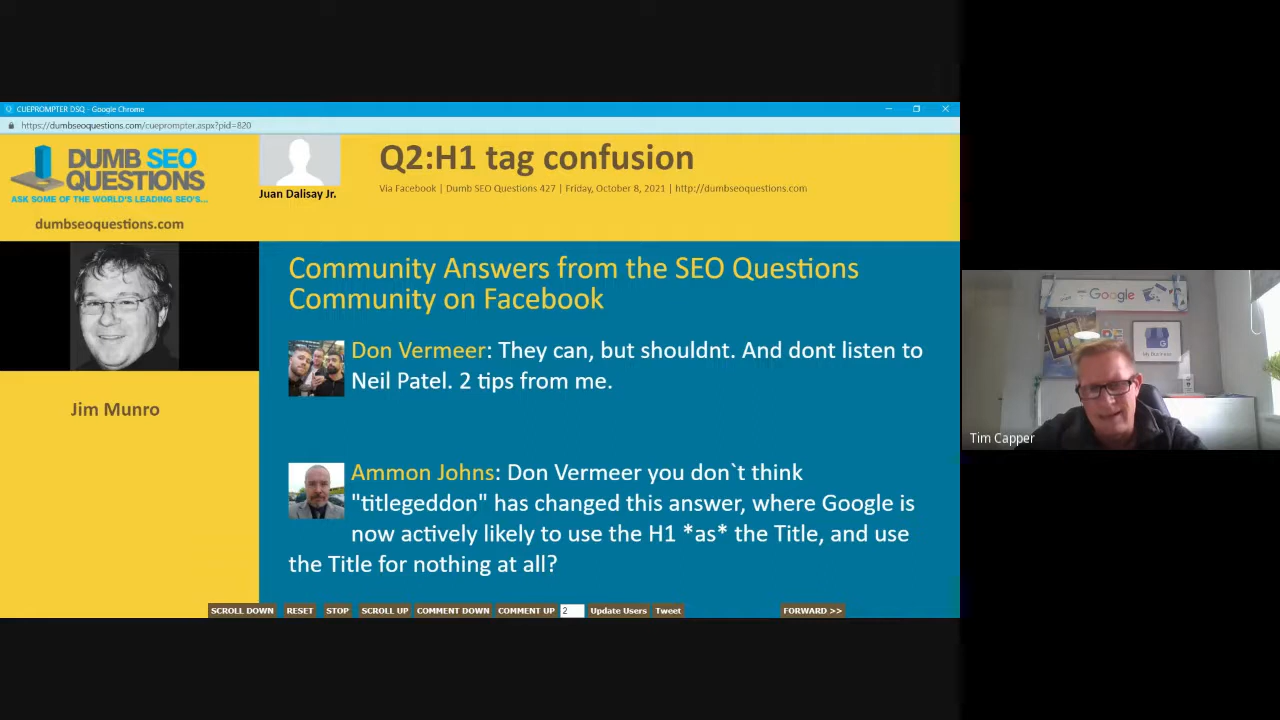 CUEPROMPTER DSQ - Google Chrome
https://dumbseoquestions.com/cueprompter.aspx?pid=820
DUMB SEO
QUESTIONS
ASK SOME OF THE WORLD'S LEADING SEO'S...
dumbseoquestions.com
Juan Dalisay Jr.
Q2:H1 tag confusion
Via Facebook | Dumb SEO Questions 427 | Friday, October 8, 2021 | http://dumbseoquestions.com
Jim Munro
Community Answers from the SEO Questions
Community on Facebook
Don Vermeer: They can, but shouldnt. And dont listen to
Neil Patel. 2 tips from me.
Ammon Johns: Don Vermeer you don`t think
"titlegeddon" has changed this answer, where Google is
now actively likely to use the H1 *as* the Title, and use
the Title for nothing at all?
SCROLL DOWN RESET STOP SCROLL UP COMMENT DOWN COMMENT UP 2 Update Users Tweet FORWARD >>
Google
My Business
Tim Capper